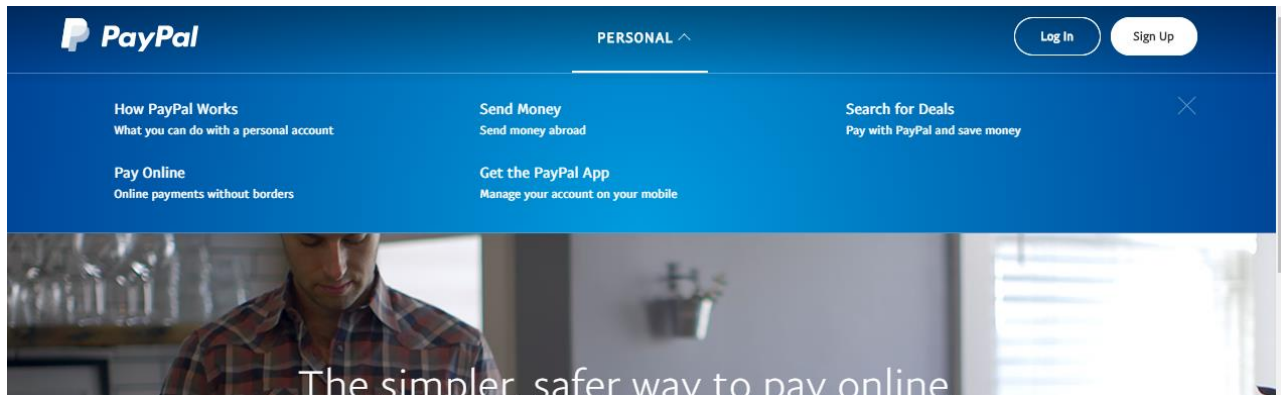 PayPal
PERSONAL
Log In
Sign Up
How PayPal Works
What you can do with a personal account
Send Money
Send money abroad
Search for Deals
Pay with PayPal and save money
Pay Online
Online payments without borders
Get the PayPal App
Manage your account on your mobile
The simpler, safer way to pay online